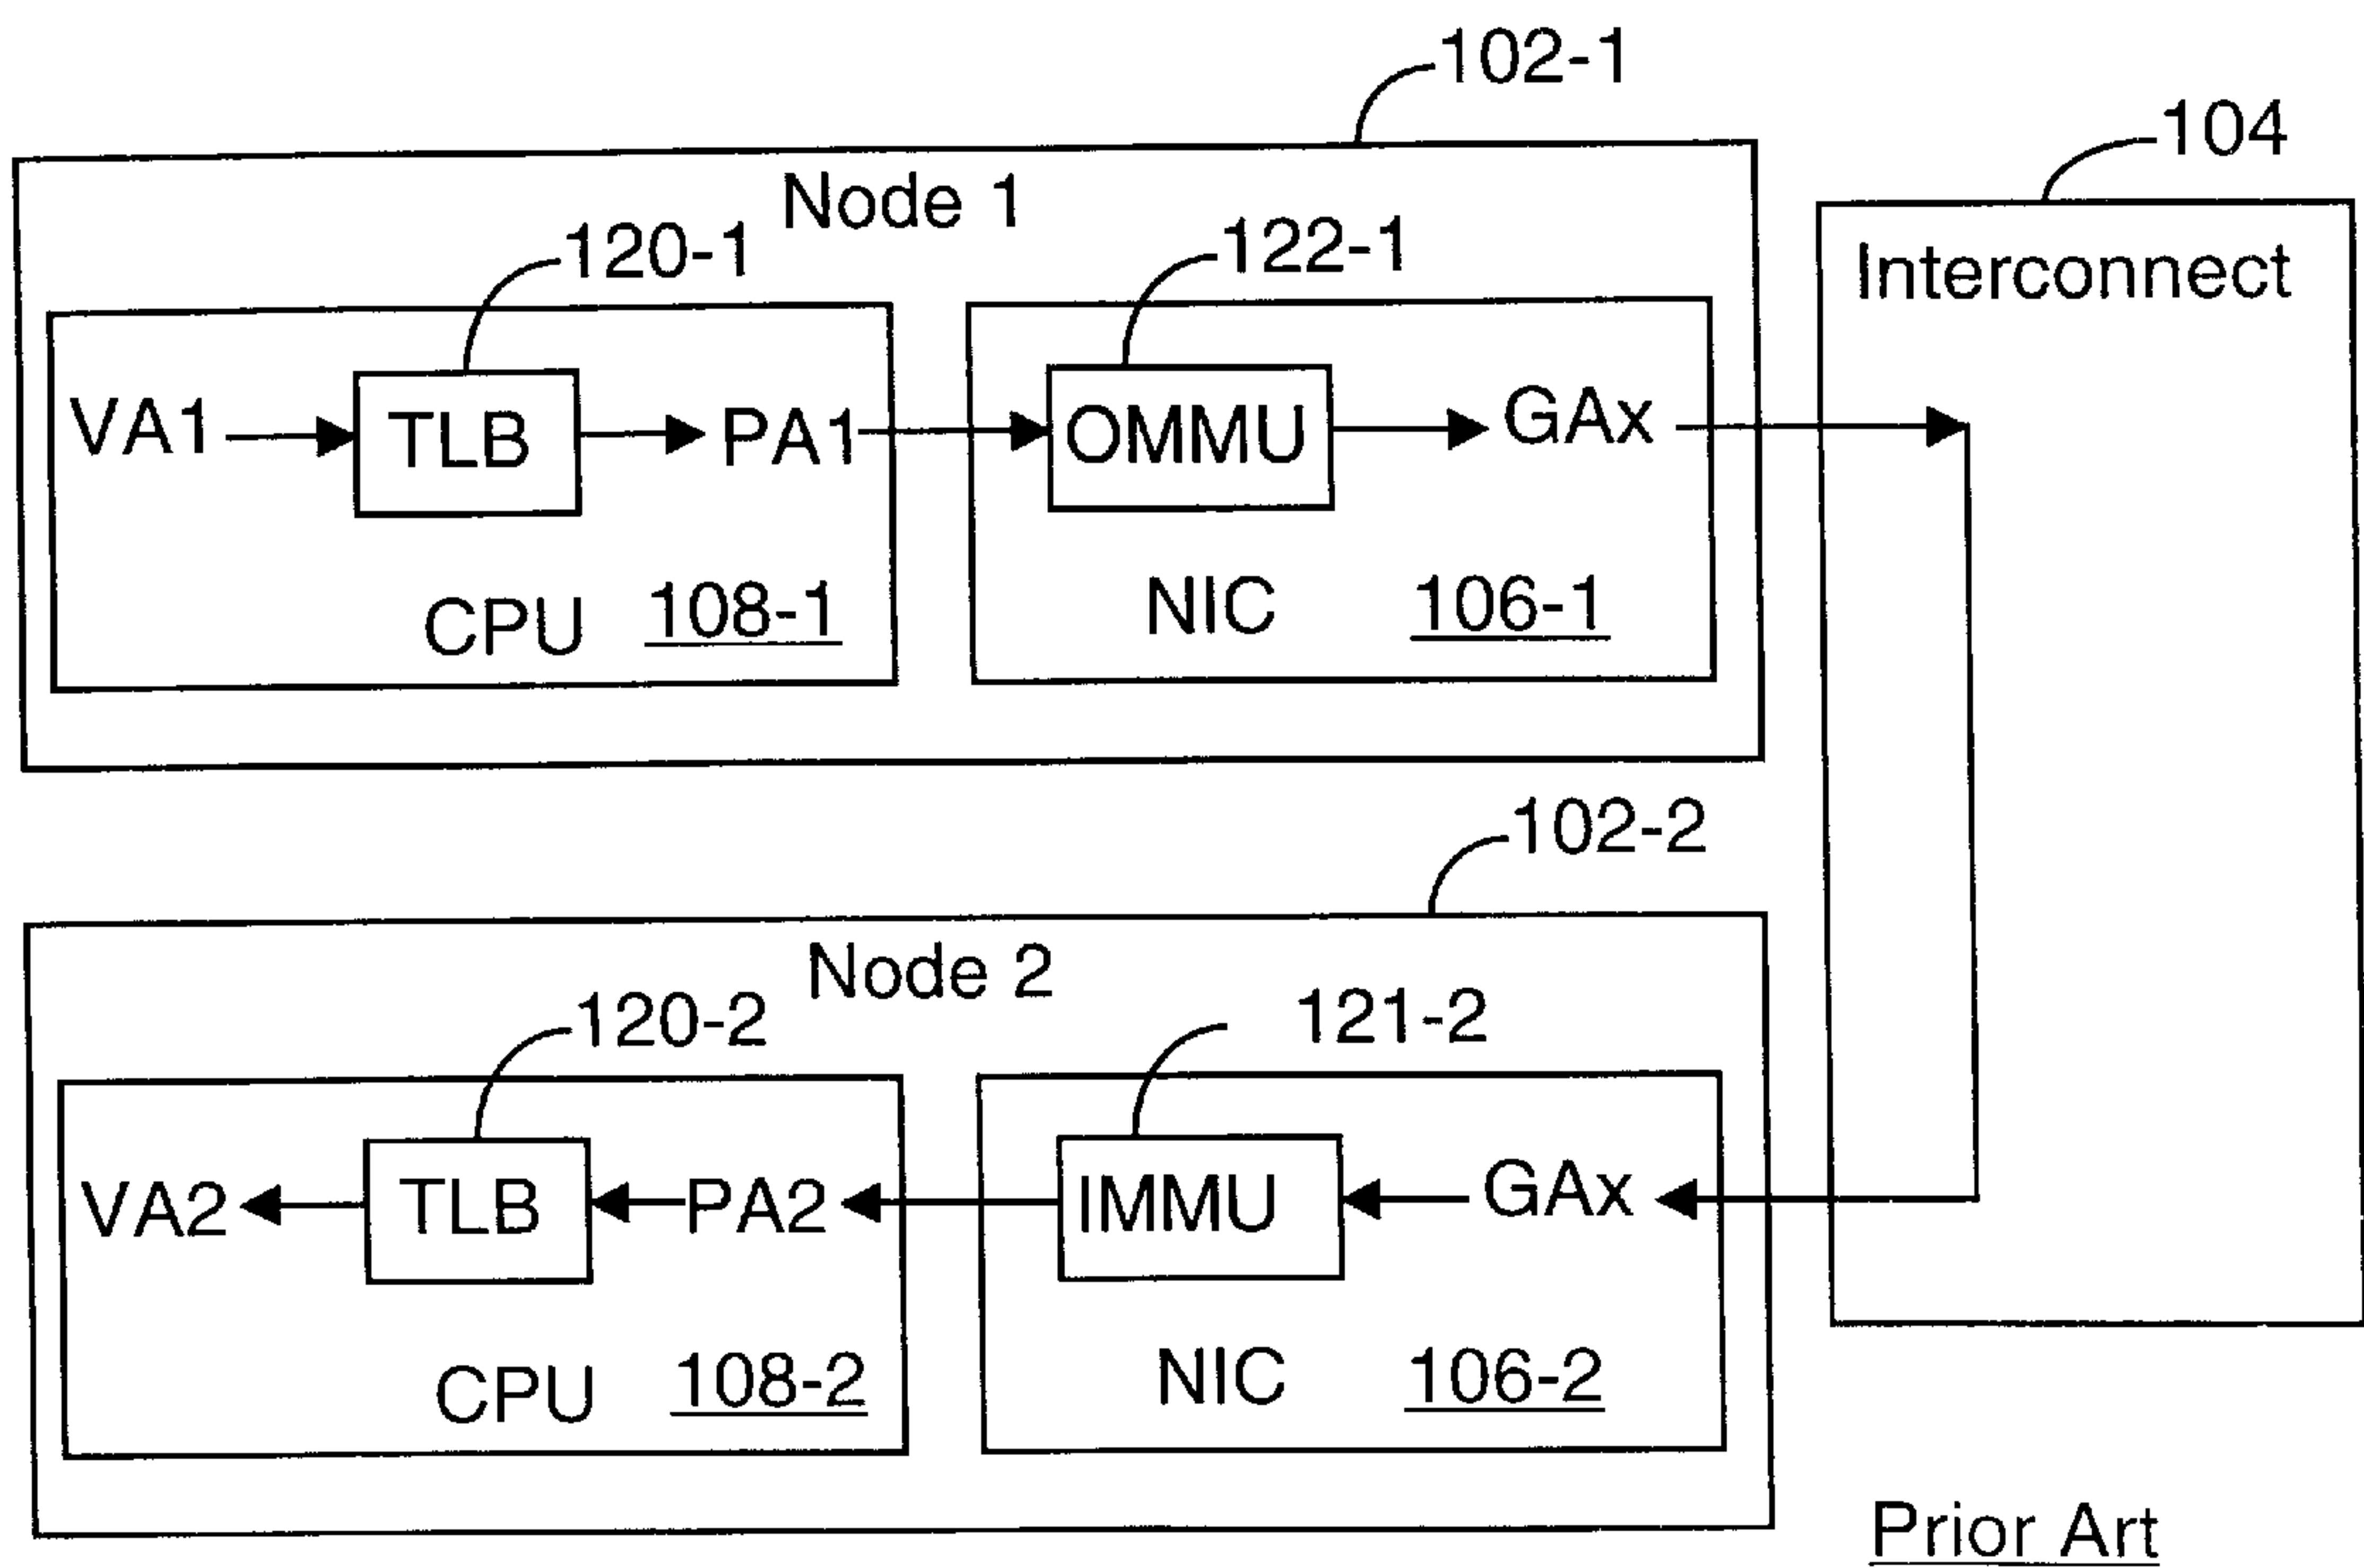 102-1
104
Node 1
Interconnect
120-1
122-1
VA1
TLB
PA1
OMMU
GAx
CPU
108-1
NIC
106-1
102-2
Node 2
120-2
121-2
VA2
TLB
PA2
IMMU
GAx
CPU
108-2
NIC
106-2
Prior Art